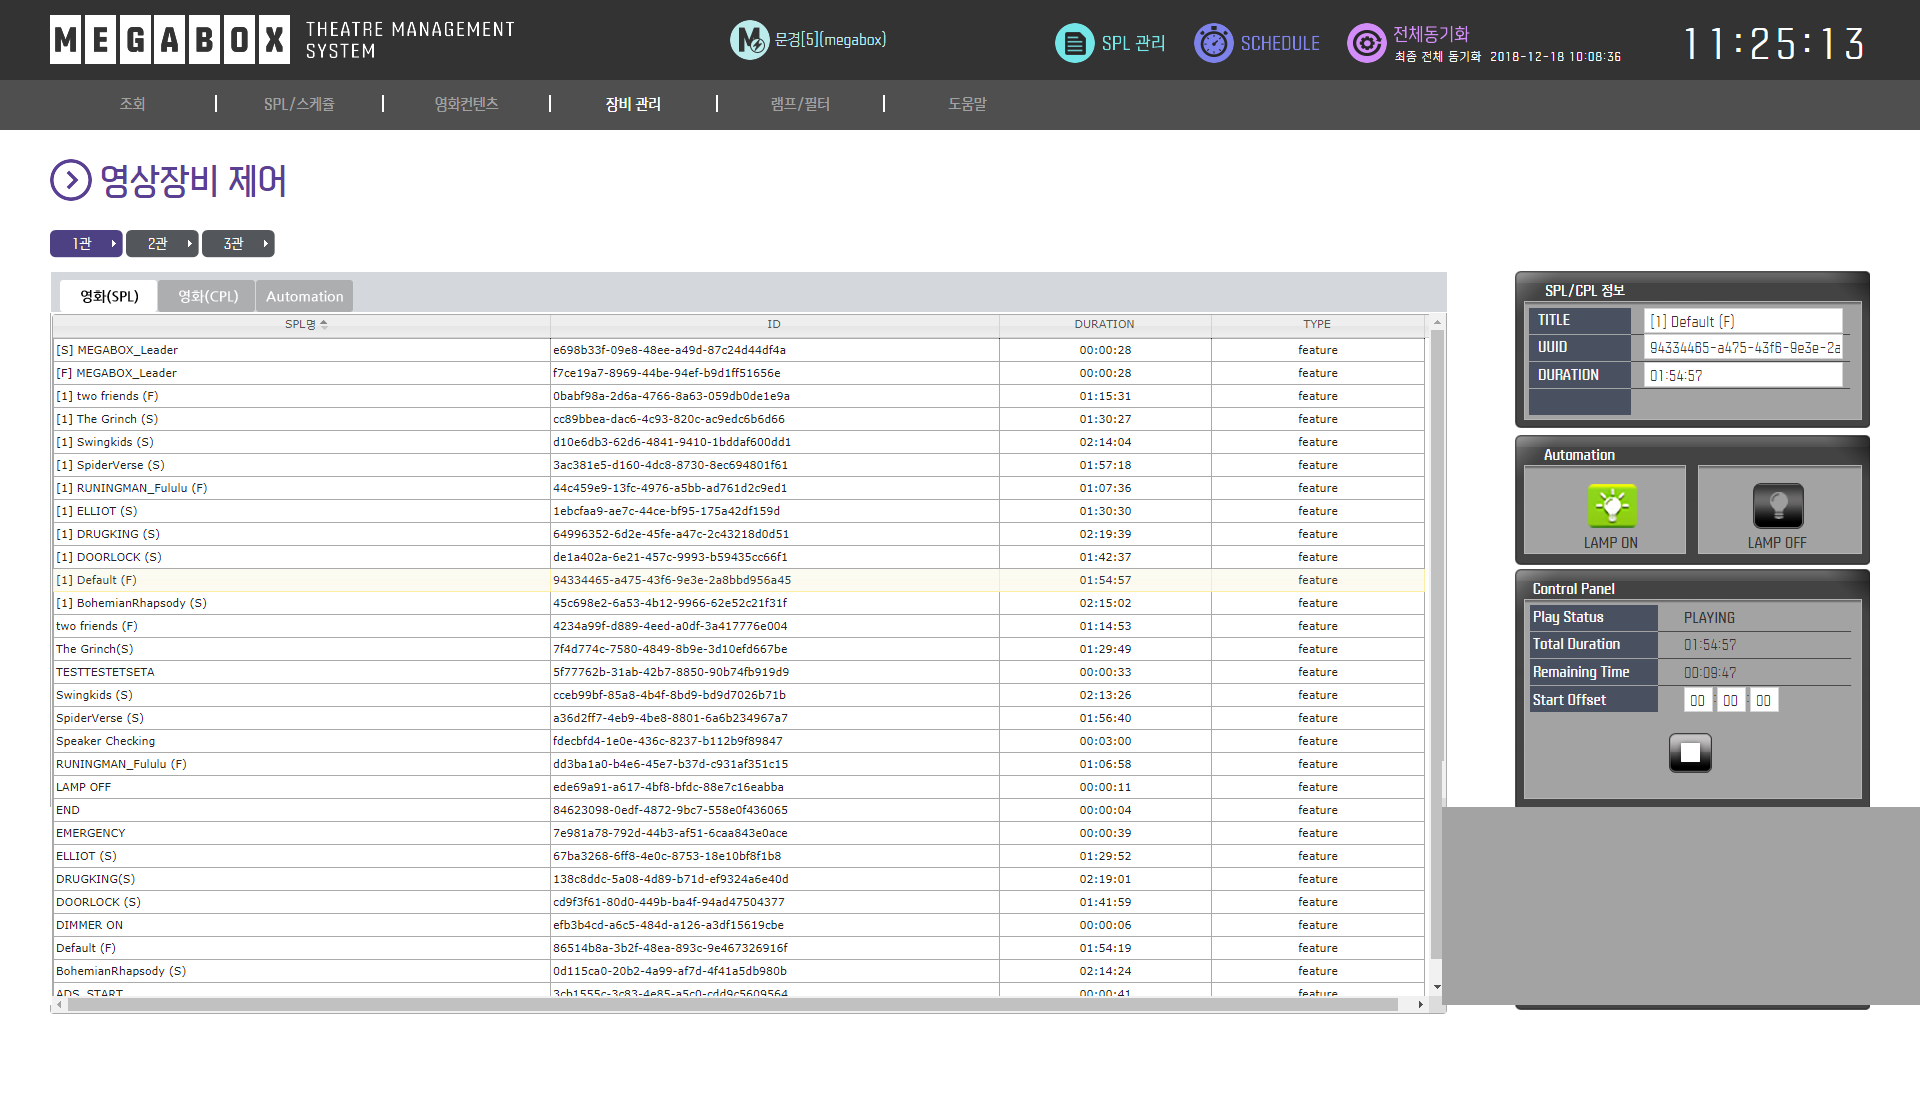 MEGABOX THEATRE MANAGEMENT SYSTEM
문경[5](megabox)
SPL 관리
SCHEDULE
전체동기화
최종 전체 동기화 2018-12-18 10:08:36
11:25:13
조회 | SPL/스케쥴 | 영화컨텐츠 | 장비 관리 | 램프/필터 | 도움말
영상장비 제어
1관 2관 3관
영화(SPL) 영화(CPL) Automation
SPL명 ID DURATION TYPE
[S] MEGABOX_Leader e698b33f-09e8-48ee-a49d-87c24d44df4a 00:00:28 feature
[F] MEGABOX_Leader f7ce19a7-8969-44be-94ef-b9d1ff51656e 00:00:28 feature
[1] two friends (F) 0babf98a-2d6a-4766-8a63-059db0de1e9a 01:15:31 feature
[1] The Grinch (S) cc89bbea-dac6-4c93-820c-ac9edc6b6d66 01:30:27 feature
[1] Swingkids (S) d10e6db3-62d6-4841-9410-1bddaf600dd1 02:14:04 feature
[1] SpiderVerse (S) 3ac381e5-d160-4dc8-8730-8ec694801f61 01:57:18 feature
[1] RUNINGMAN_Fululu (F) 44c459e9-13fc-4976-a5bb-ad761d2c9ed1 01:07:36 feature
[1] ELLIOT (S) 1ebcfaa9-ae7c-44ce-bf95-175a42df159d 01:30:30 feature
[1] DRUGKING (S) 64996352-6d2e-45fe-a47c-2c43218d0d51 02:19:39 feature
[1] DOORLOCK (S) de1a402a-6e21-457c-9993-b59435cc66f1 01:42:37 feature
[1] Default (F) 94334465-a475-43f6-9e3e-2a8bbd956a45 01:54:57 feature
[1] BohemianRhapsody (S) 45c698e2-6a53-4b12-9966-62e52c21f31f 02:15:02 feature
two friends (F) 4234a99f-d889-4eed-a0df-3a417776e004 01:14:53 feature
The Grinch(S) 7f4d774c-7580-4849-8b9e-3d10efd667be 01:29:49 feature
TESTTESTETSETA 5f77762b-31ab-42b7-8850-90b74fb919d9 00:00:33 feature
Swingkids (S) cceb99bf-85a8-4b4f-8bd9-bd9d7026b71b 02:13:26 feature
SpiderVerse (S) a36d2ff7-4eb9-4be8-8801-6a6b234967a7 01:56:40 feature
Speaker Checking fdecbfd4-1e0e-436c-8237-b112b9f89847 00:03:00 feature
RUNINGMAN_Fululu (F) dd3ba1a0-b4e6-45e7-b37d-c931af351c15 01:06:58 feature
LAMP OFF ede69a91-a617-4bf8-bfdc-88e7c16eabba 00:00:11 feature
END 84623098-0edf-4872-9bc7-558e0f436065 00:00:04 feature
EMERGENCY 7e981a78-792d-44b3-af51-6caa843e0ace 00:00:39 feature
ELLIOT (S) 67ba3268-6ff8-4e0c-8753-18e10bf8f1b8 01:29:52 feature
DRUGKING(S) 138c8ddc-5a08-4d89-b71d-ef9324a6e40d 02:19:01 feature
DOORLOCK (S) cd9f3f61-80d0-449b-ba4f-94ad47504377 01:41:59 feature
DIMMER ON efb3b4cd-a6c5-484d-a126-a3df15619cbe 00:00:06 feature
Default (F) 86514b8a-3b2f-48ea-893c-9e467326916f 01:54:19 feature
BohemianRhapsody (S) 0d115ca0-20b2-4a99-af7d-4f41a5db980b 02:14:24 feature
ADS_START 3cb1555c-3c83-4e85-a5c0-cdd9c5609564 00:00:41 feature
SPL/CPL 정보
TITLE [1] Default (F)
UUID 94334465-a475-43f6-9e3e-2a
DURATION 01:54:57
Automation
LAMP ON LAMP OFF
Control Panel
Play Status PLAYING
Total Duration 01:54:57
Remaining Time 00:09:47
Start Offset 00 : 00 : 00